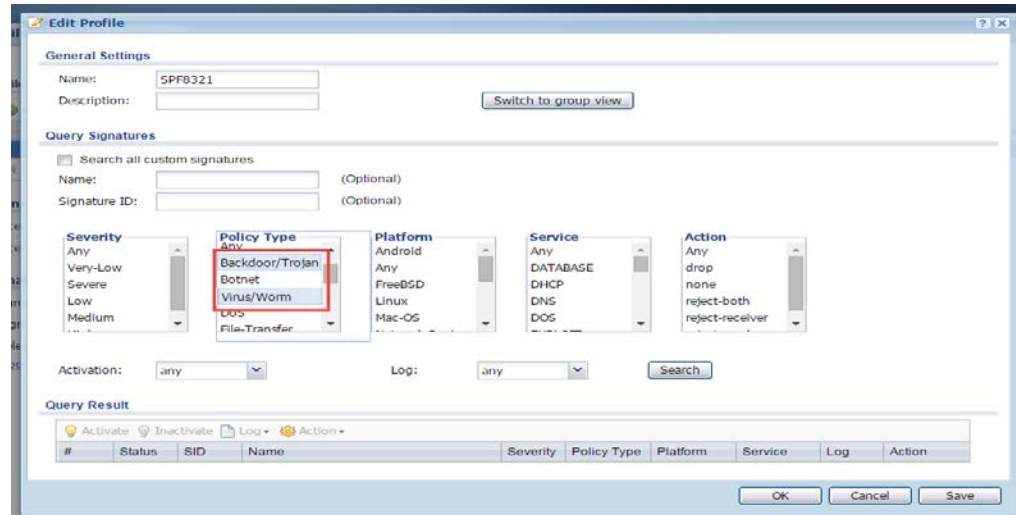 Edit Profile
General Settings
Name: SPF8321
Description:
Switch to group view
Query Signatures
Search all custom signatures
Name: (Optional)
Signature ID: (Optional)
Severity
Any
Very-Low
Severe
Low
Medium
Policy Type
Any
Backdoor/Trojan
Botnet
Virus/Worm
DoS
File-Transfer
Platform
Android
Any
FreeBSD
Linux
Mac-OS
Service
Any
DATABASE
DHCP
DNS
DOS
Action
Any
drop
none
reject-both
reject-receiver
Activation: any Log: any Search
Query Result
Activate Inactivate Log Action
# Status SID Name Severity Policy Type Platform Service Log Action
OK Cancel Save